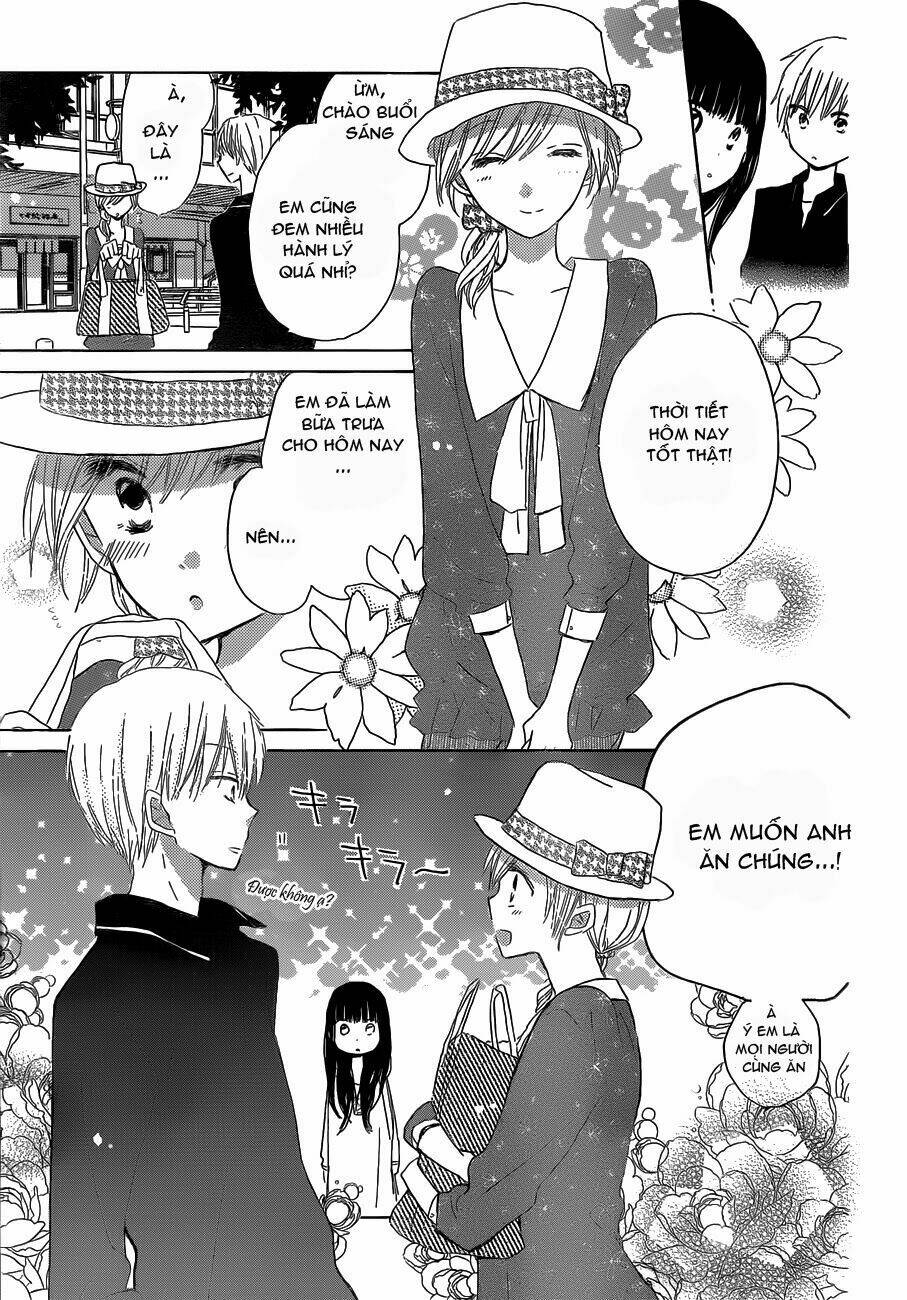 THỜI TIẾT
HÔM NAY
TỐT THẬT!
ỪM,
CHÀO BUỔI
SÁNG
EM CŨNG
ĐEM NHIỀU
HÀNH LÝ
QUÁ NHỈ?
À,
ĐÂY
LÀ
...
EM ĐÃ LÀM
BỮA TRƯA
CHO HÔM NAY
...
NÊN...
EM MUỐN ANH
ĂN CHÚNG...!
À
Ý EM LÀ
MỌI NGƯỜI
CÙNG ĂN
キラ
キラ〜
Được không ạ?